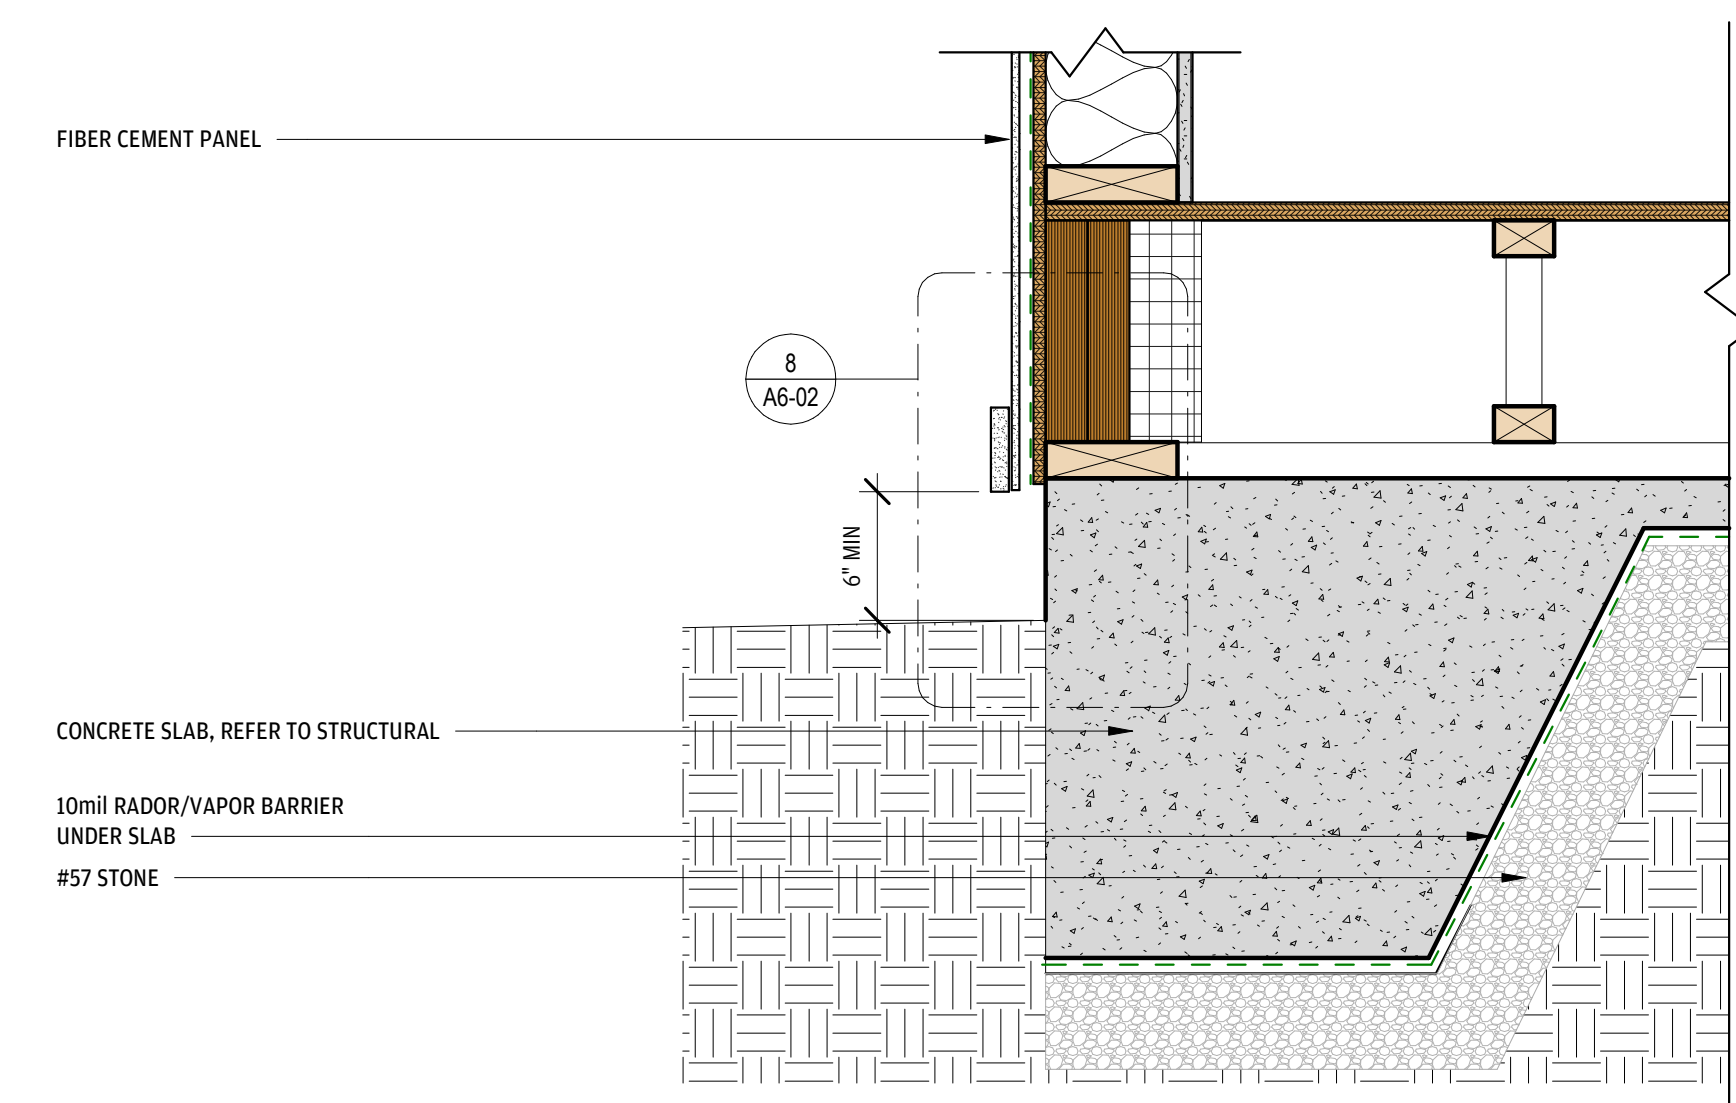 FIBER CEMENT PANEL
8
A6-02
6" MIN
CONCRETE SLAB, REFER TO STRUCTURAL
10mil RADOR/VAPOR BARRIER
UNDER SLAB
#57 STONE